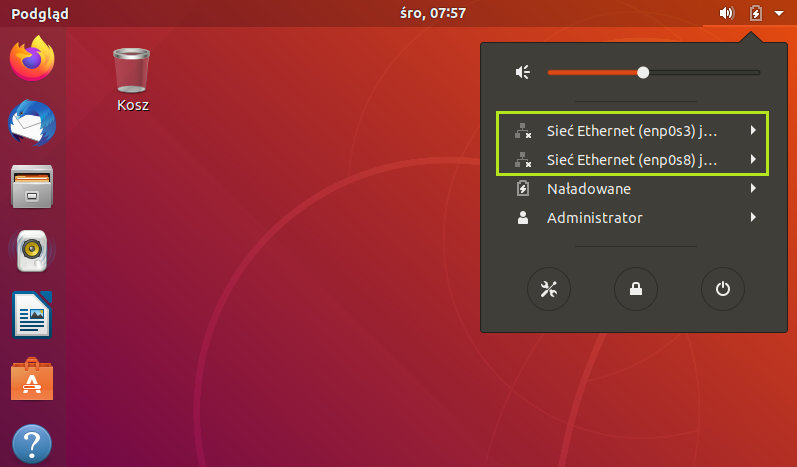 Podgląd
śro, 07:57
Kosz
Sieć Ethernet (enp0s3) j…
Sieć Ethernet (enp0s8) j…
Naładowane
Administrator